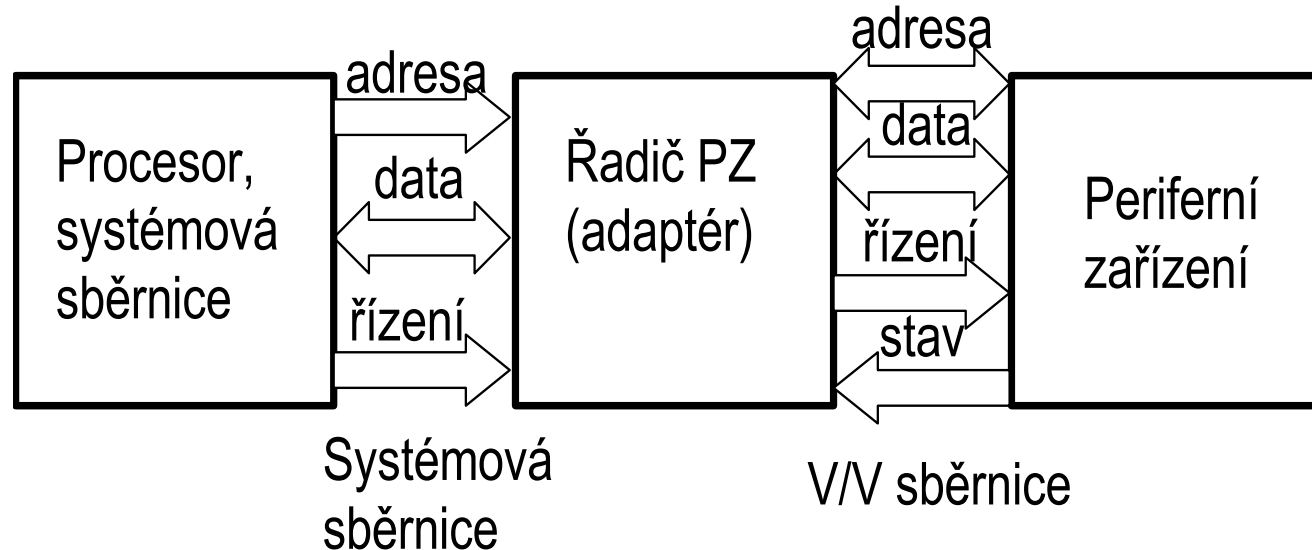 Procesor,
systémová
sběrnice
adresa
data
řízení
Systémová
sběrnice
Řadič PZ
(adaptér)
adresa
data
řízení
stav
V/V sběrnice
Periferní
zařízení